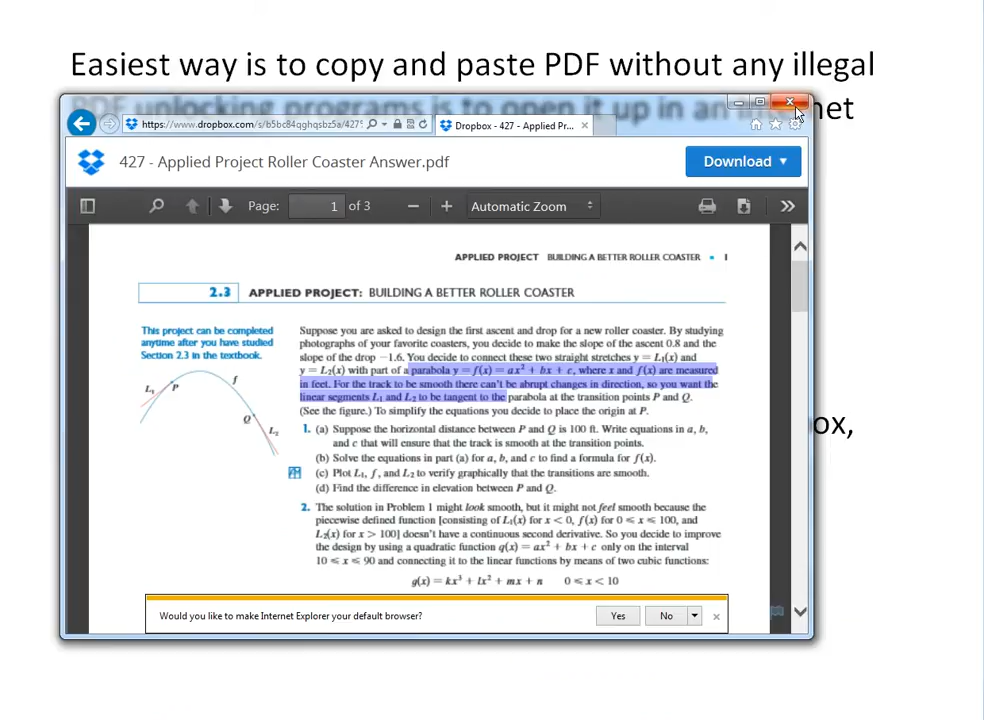 Easiest way is to copy and paste PDF without any illegal
PDF unlocking programs is to open it up in an internet
https://www.dropbox.com/s/b5bc84qghqsbz5a/427
Dropbox - 427 - Applied Pr...
427 - Applied Project Roller Coaster Answer.pdf
Download
Page: 1 of 3
Automatic Zoom
APPLIED PROJECT BUILDING A BETTER ROLLER COASTER • 1
2.3 APPLIED PROJECT: BUILDING A BETTER ROLLER COASTER
This project can be completed
anytime after you have studied
Section 2.3 in the textbook.
L₁ P f
Q L₂
Suppose you are asked to design the first ascent and drop for a new roller coaster. By studying
photographs of your favorite coasters, you decide to make the slope of the ascent 0.8 and the
slope of the drop −1.6. You decide to connect these two straight stretches y = L₁(x) and
y = L₂(x) with part of a parabola y = f(x) = ax² + bx + c, where x and f(x) are measured
in feet. For the track to be smooth there can't be abrupt changes in direction, so you want the
linear segments L₁ and L₂ to be tangent to the parabola at the transition points P and Q.
(See the figure.) To simplify the equations you decide to place the origin at P.
1. (a) Suppose the horizontal distance between P and Q is 100 ft. Write equations in a, b,
and c that will ensure that the track is smooth at the transition points.
(b) Solve the equations in part (a) for a, b, and c to find a formula for f(x).
(c) Plot L₁, f, and L₂ to verify graphically that the transitions are smooth.
(d) Find the difference in elevation between P and Q.
2. The solution in Problem 1 might look smooth, but it might not feel smooth because the
piecewise defined function [consisting of L₁(x) for x < 0, f(x) for 0 ≤ x ≤ 100, and
L₂(x) for x > 100] doesn't have a continuous second derivative. So you decide to improve
the design by using a quadratic function q(x) = ax² + bx + c only on the interval
10 ≤ x ≤ 90 and connecting it to the linear functions by means of two cubic functions:
g(x) = kx³ + lx² + mx + n 0 ≤ x < 10
Would you like to make Internet Explorer your default browser?
Yes
No
ox,